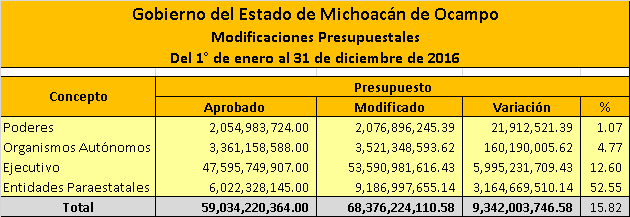 Gobierno del Estado de Michoacán de Ocampo
Modificaciones Presupuestales
Del 1° de enero al 31 de diciembre de 2016
Concepto Presupuesto
Aprobado Modificado Variación %
Poderes 2,054,983,724.00 2,076,896,245.39 21,912,521.39 1.07
Organismos Autónomos 3,361,158,588.00 3,521,348,593.62 160,190,005.62 4.77
Ejecutivo 47,595,749,907.00 53,590,981,616.43 5,995,231,709.43 12.60
Entidades Paraestatales 6,022,328,145.00 9,186,997,655.14 3,164,669,510.14 52.55
Total 59,034,220,364.00 68,376,224,110.58 9,342,003,746.58 15.82